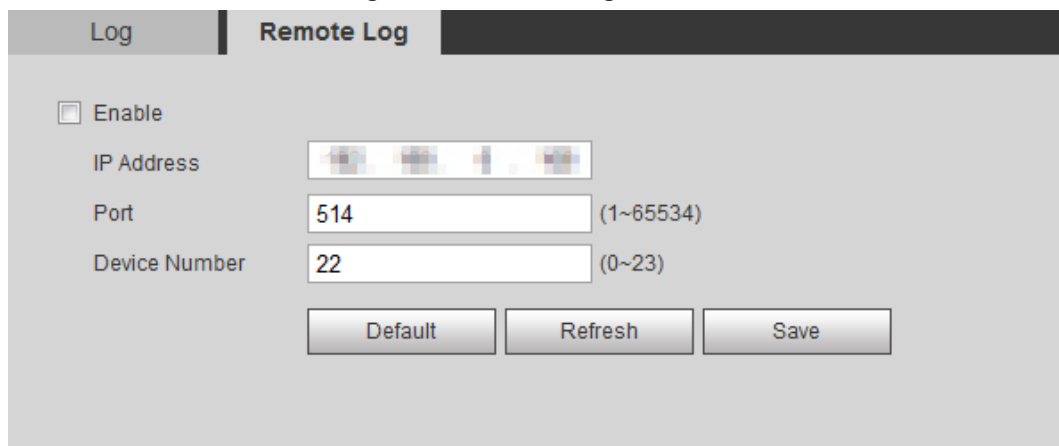 Log Remote Log
Enable
IP Address
Port 514 (1~65534)
Device Number 22 (0~23)
Default Refresh Save